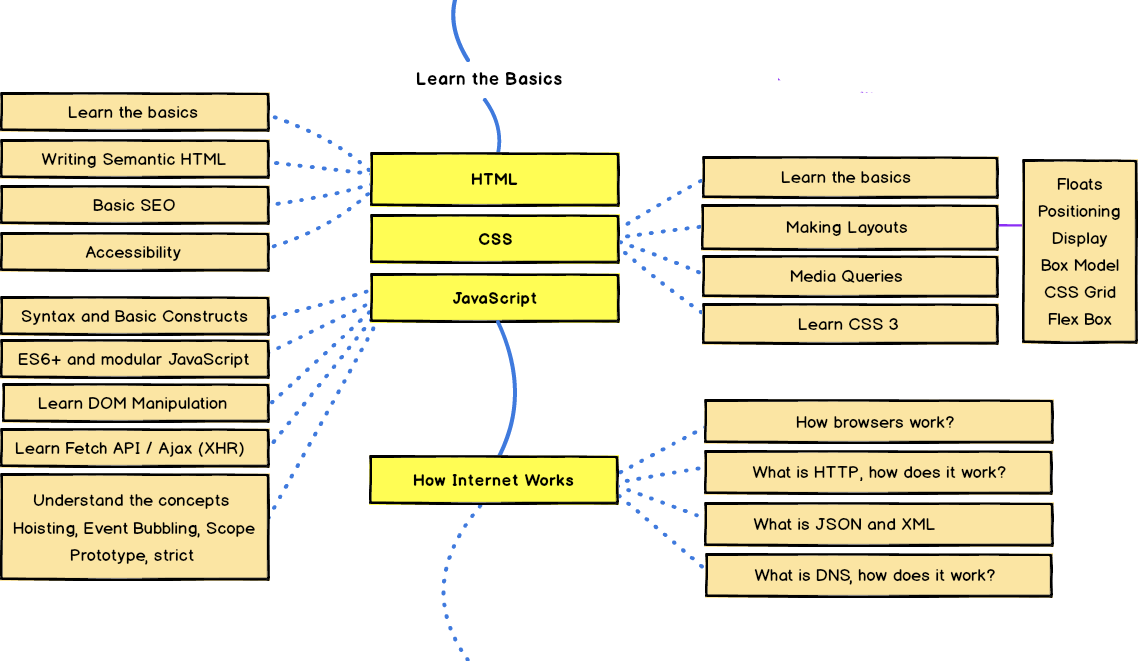 Learn the Basics
HTML
Learn the basics
Writing Semantic HTML
Basic SEO
Accessibility
CSS
Learn the basics
Making Layouts
Media Queries
Learn CSS 3
Floats
Positioning
Display
Box Model
CSS Grid
Flex Box
JavaScript
Syntax and Basic Constructs
ES6+ and modular JavaScript
Learn DOM Manipulation
Learn Fetch API / Ajax (XHR)
Understand the concepts
Hoisting, Event Bubbling, Scope
Prototype, strict
How Internet Works
How browsers work?
What is HTTP, how does it work?
What is JSON and XML
What is DNS, how does it work?